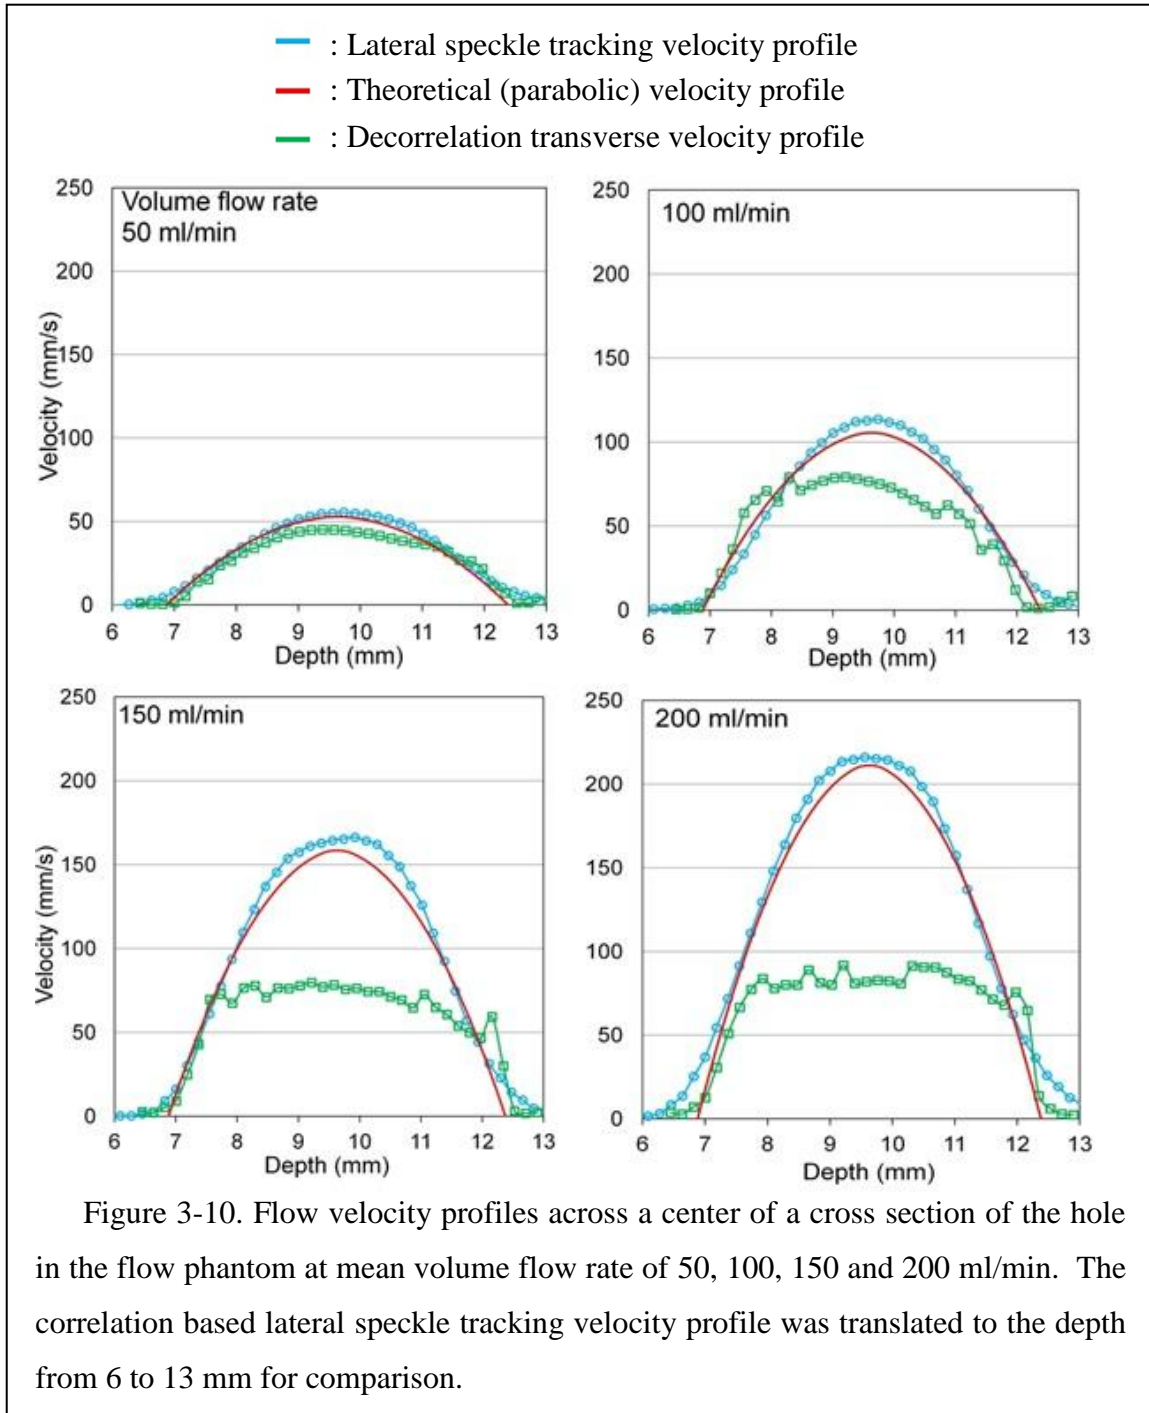 : Lateral speckle tracking velocity profile
: Theoretical (parabolic) velocity profile
: Decorrelation transverse velocity profile
Volume flow rate
50 ml/min
250
200
150
100
50
0
Velocity (mm/s)
6 7 8 9 10 11 12 13
Depth (mm)
100 ml/min
250
200
150
100
50
0
6 7 8 9 10 11 12 13
Depth (mm)
150 ml/min
250
200
150
100
50
0
Velocity (mm/s)
6 7 8 9 10 11 12 13
Depth (mm)
200 ml/min
250
200
150
100
50
0
6 7 8 9 10 11 12 13
Depth (mm)
Figure 3-10. Flow velocity profiles across a center of a cross section of the hole
in the flow phantom at mean volume flow rate of 50, 100, 150 and 200 ml/min. The
correlation based lateral speckle tracking velocity profile was translated to the depth
from 6 to 13 mm for comparison.